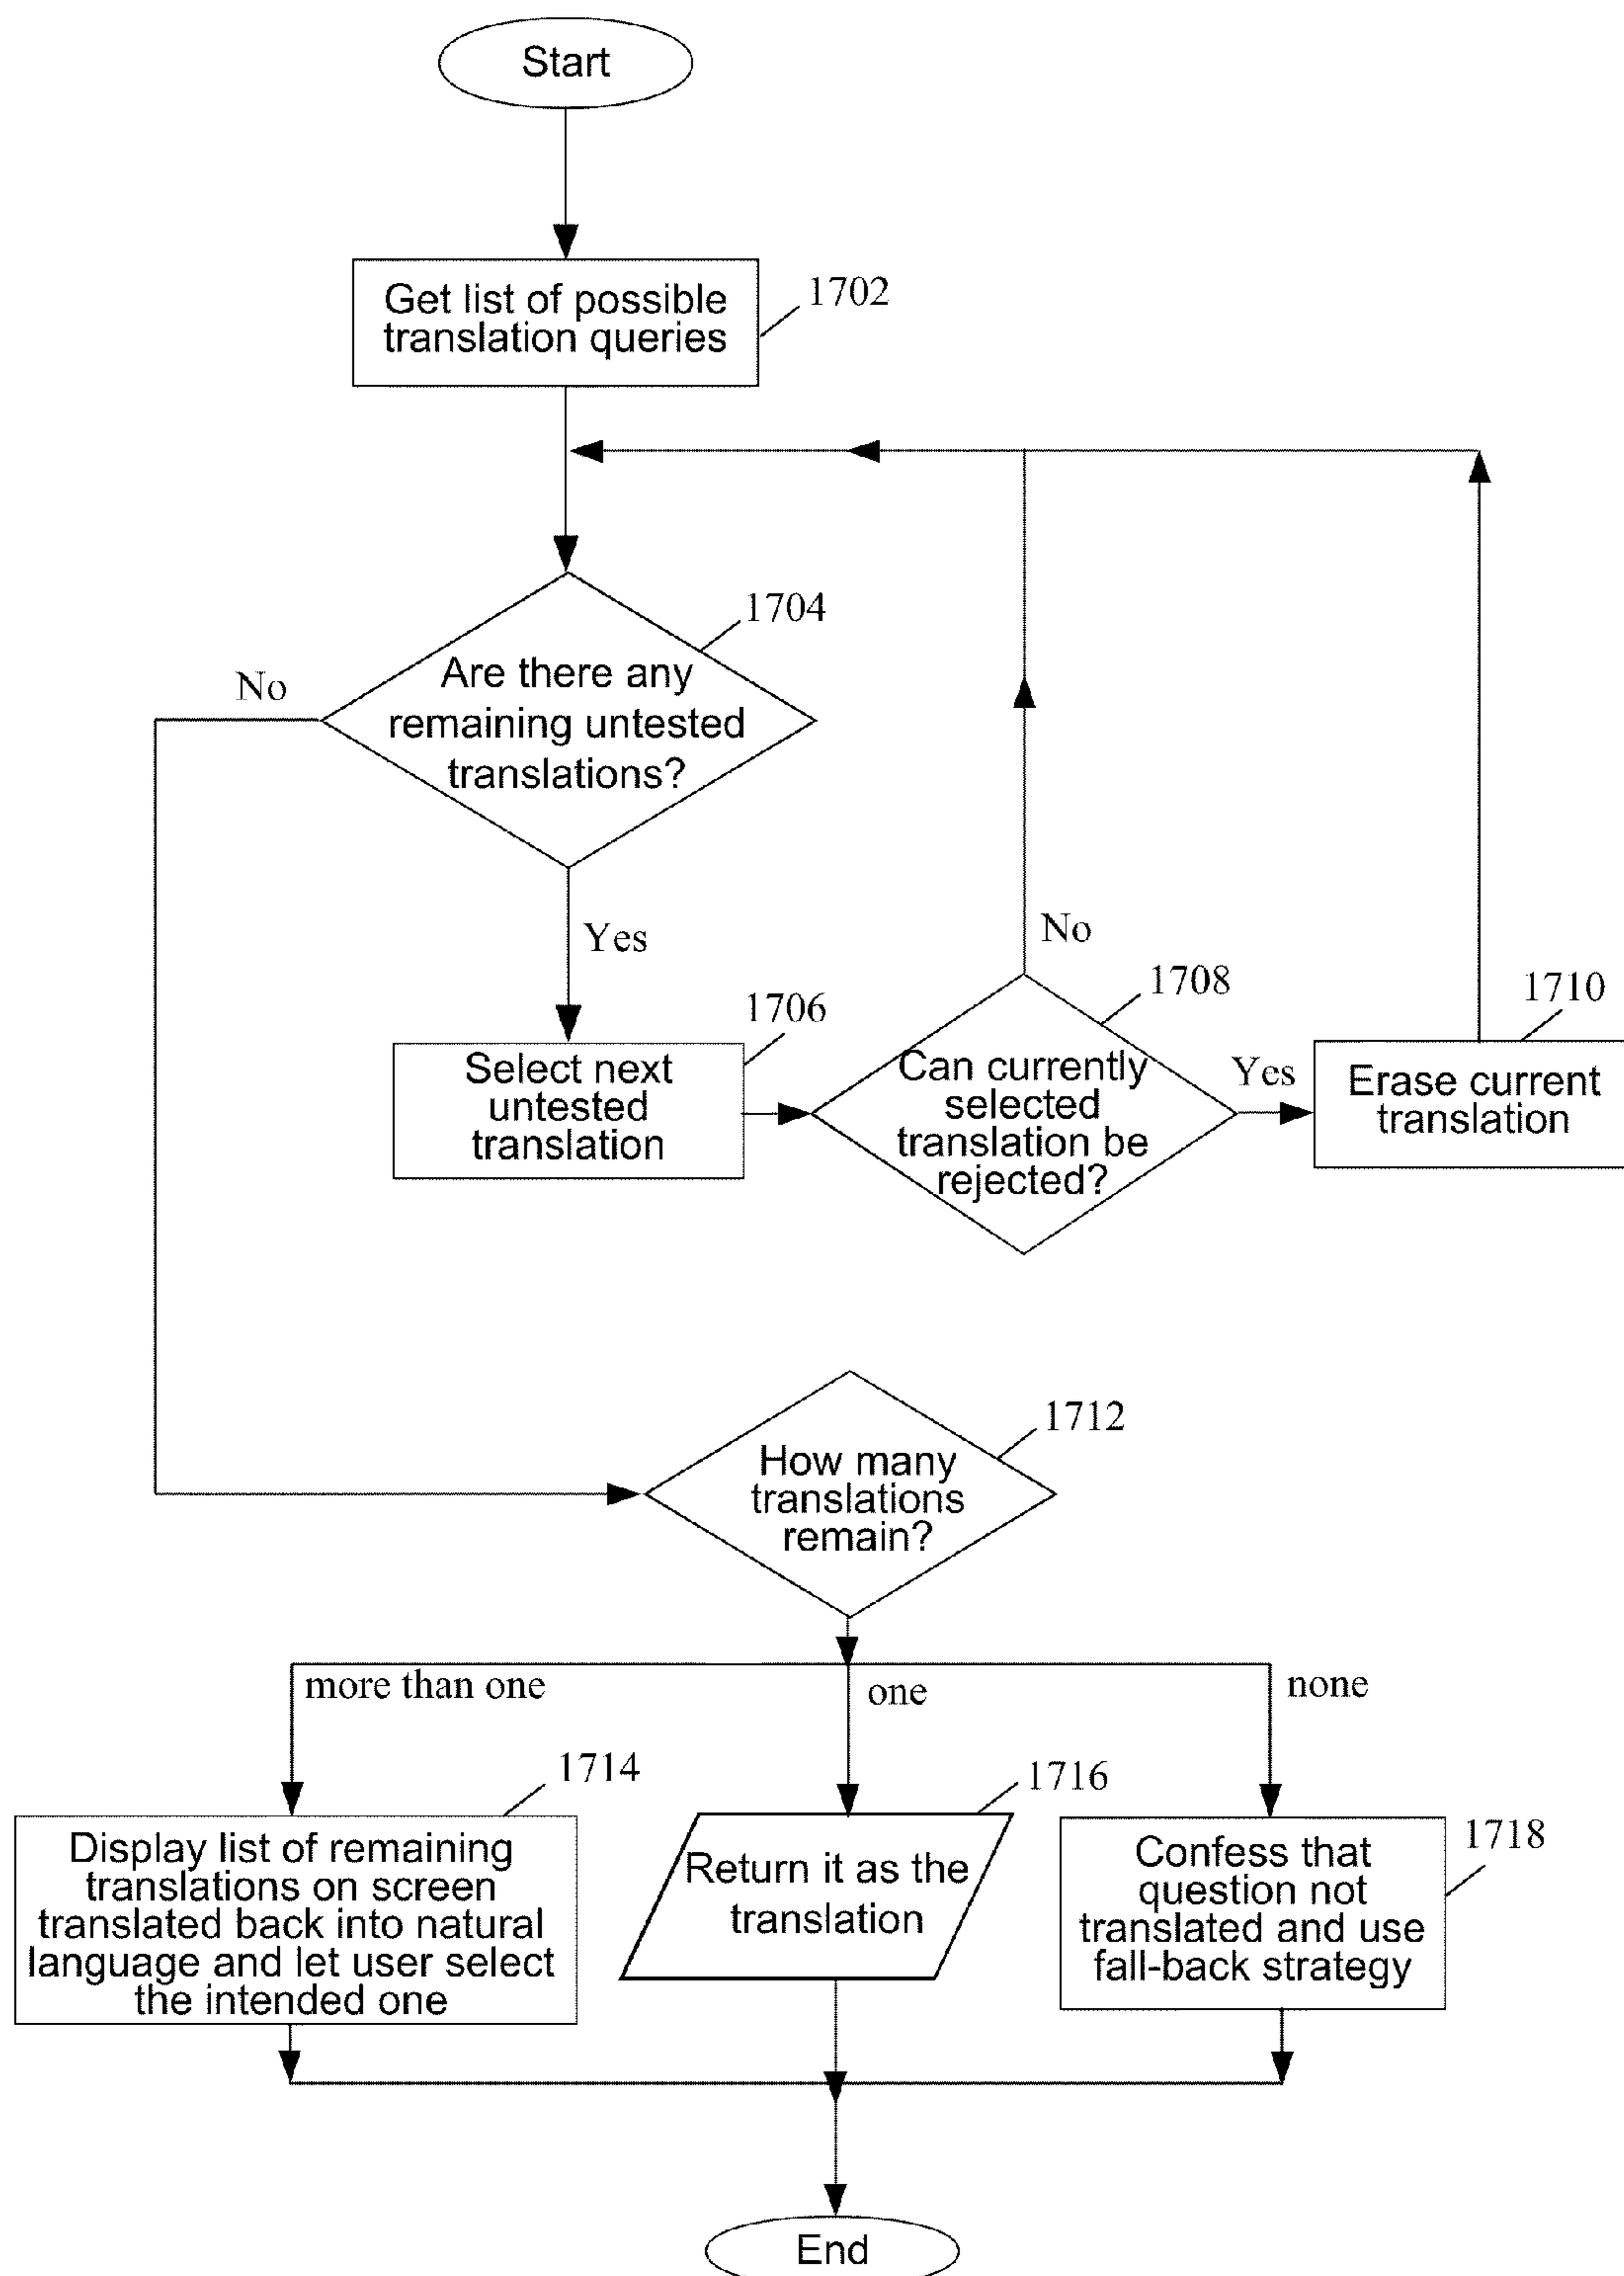 Start
Get list of possible
translation queries
1702
1704
Are there any
remaining untested
translations?
No
Yes
1706
Select next
untested
translation
No
1708
Can currently
selected
translation be
rejected?
Yes
1710
Erase current
translation
1712
How many
translations
remain?
more than one
one
none
1714
Display list of remaining
translations on screen
translated back into natural
language and let user select
the intended one
1716
Return it as the
translation
1718
Confess that
question not
translated and use
fall-back strategy
End